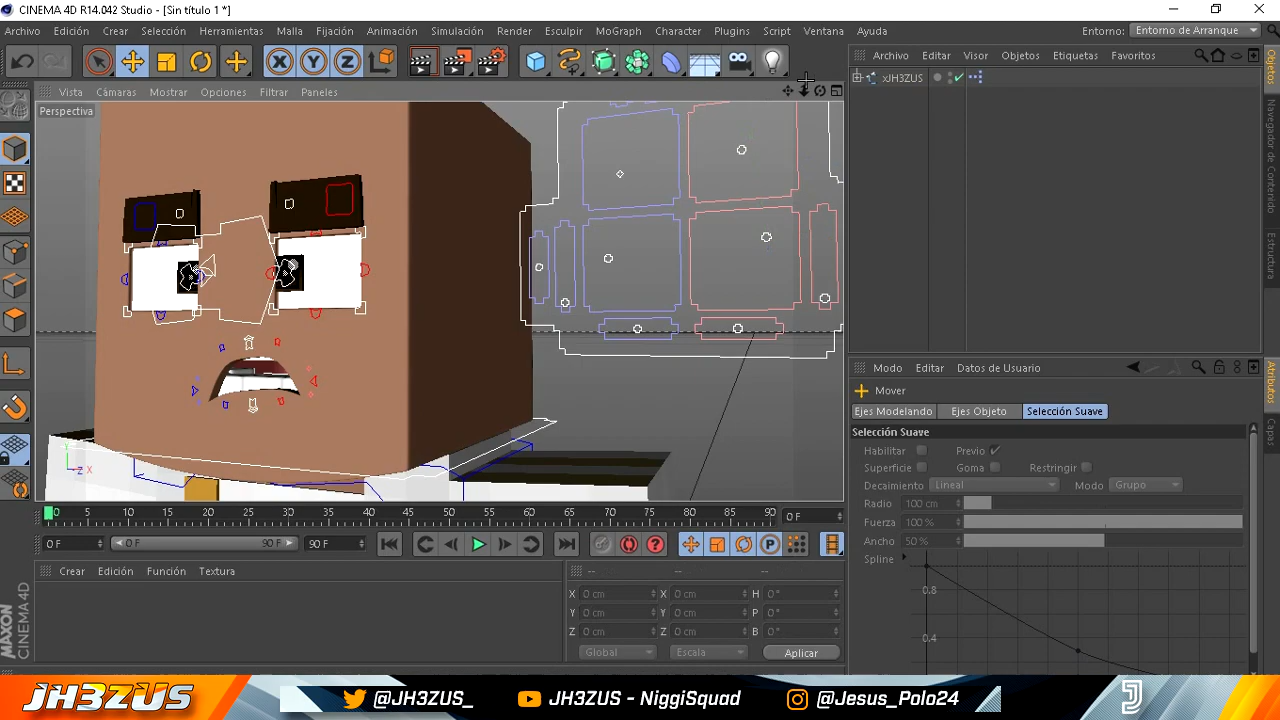 CINEMA 4D R14.042 Studio - [Sin título 1 *]
Archivo Edición Crear Selección Herramientas Malla Fijación Animación Simulación Render Esculpir MoGraph Character Plugins Script Ventana Ayuda Entorno: Entorno de Arranque
X Y Z
Archivo Editar Visor Objetos Etiquetas Favoritos
xJH3ZUS
Vista Cámaras Mostrar Opciones Filtrar Paneles
Perspectiva
Objetos
Navegador de Contenido
Estructura
Modo Editar Datos de Usuario
Mover
Ejes Modelando Ejes Objeto Selección Suave
Selección Suave
Habilitar Previo
Superficie Goma Restringir
Decaimiento Lineal Modo Grupo
Radio 100 cm
Fuerza 100 %
Ancho 50 %
Spline
0.8
0.4
Atributos
Capas
Y
Z X
0 5 10 15 20 25 30 35 40 45 50 55 60 65 70 75 80 85 90 0 F
0 F 0 F 90 F 90 F
P
Crear Edición Función Textura
-- -- --
X 0 cm X 0 cm H 0 °
Y 0 cm Y 0 cm P 0 °
Z 0 cm Z 0 cm B 0 °
Global Escala Aplicar
MAXON
CINEMA 4D
JH3ZUS @JH3ZUS_ JH3ZUS - NiggiSquad @Jesus_Polo24